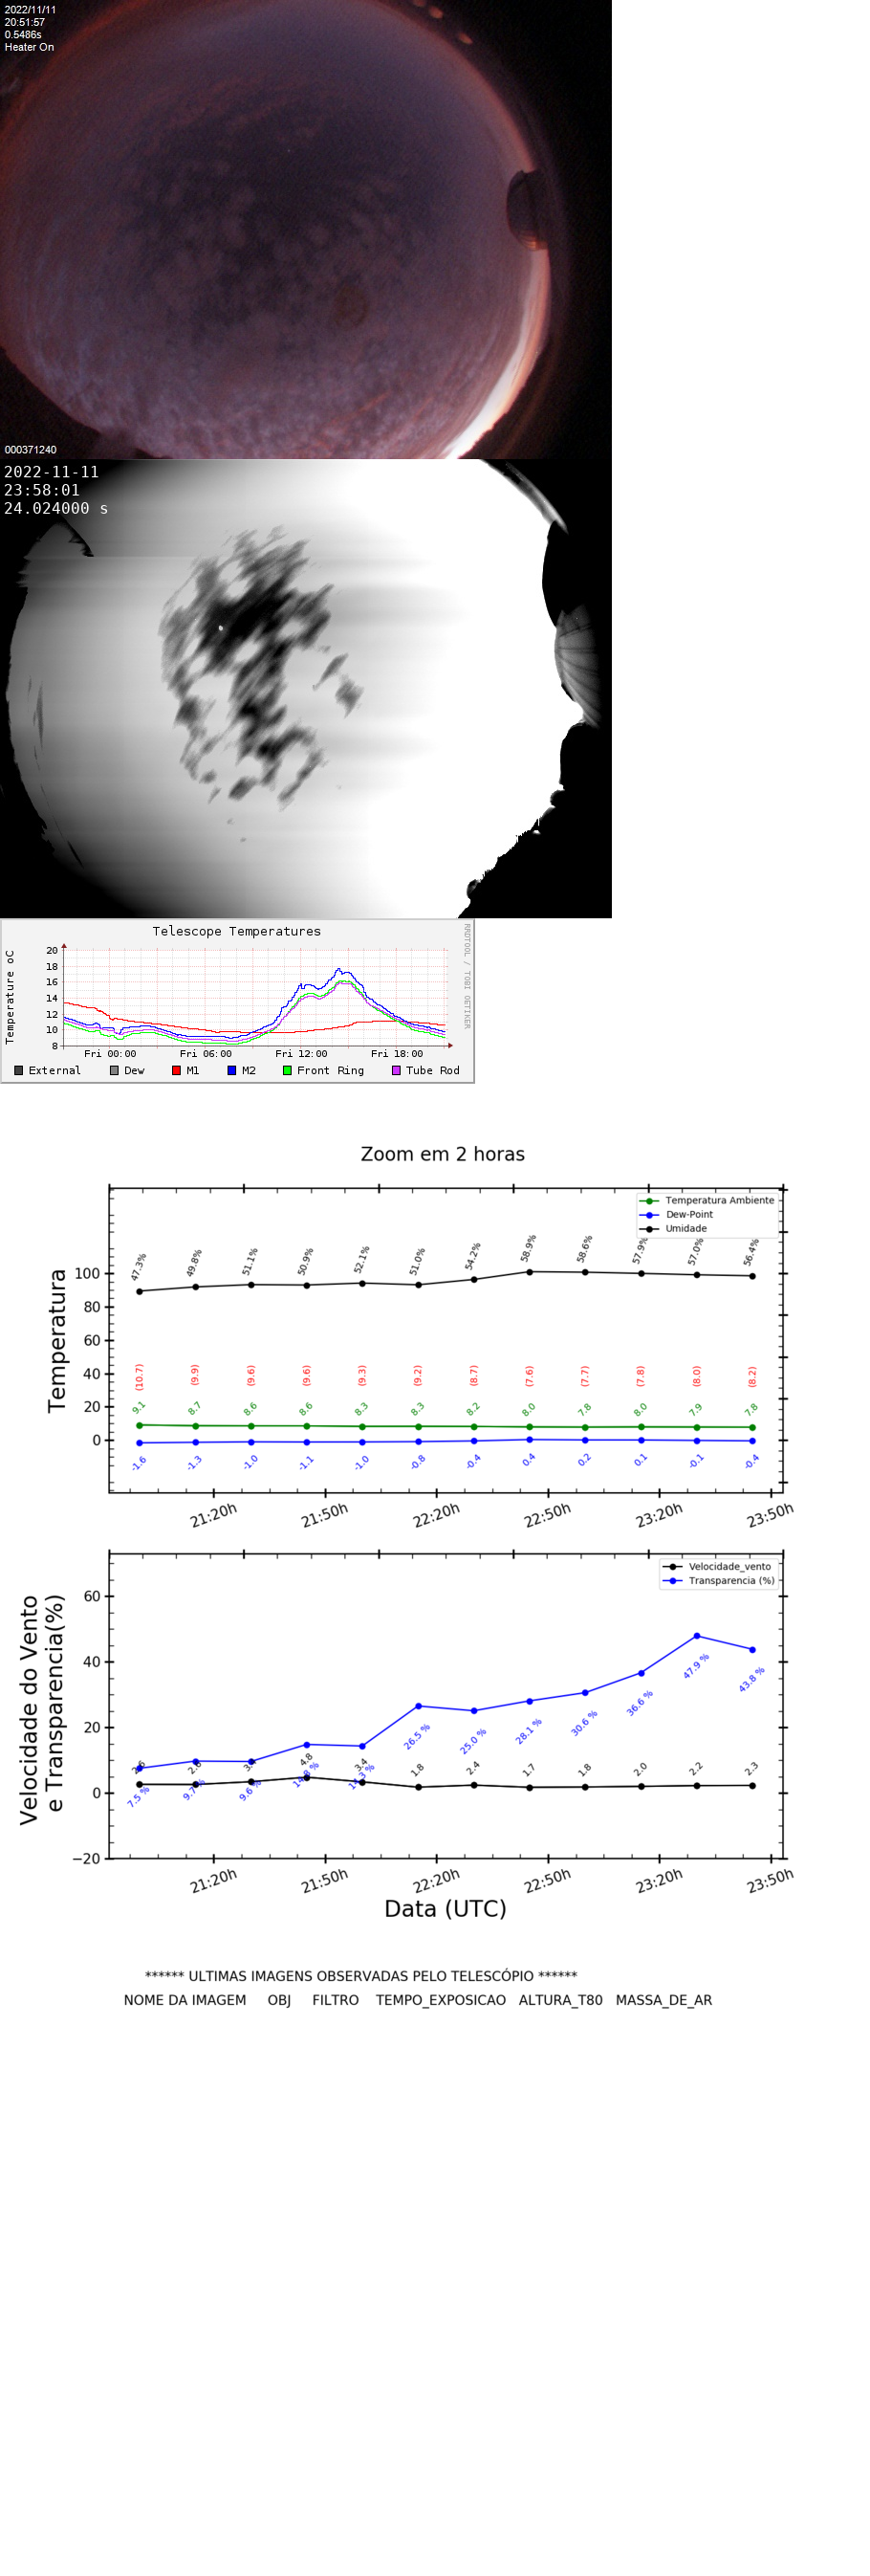 2022/11/11
20:51:57
0.5486s
Heater On
000371240
2022-11-11
23:58:01
24.024000 s
Telescope Temperatures
RRDTOOL / TOBI OETIKER
Temperature oC
20
18
16
14
12
10
8
Fri 00:00 Fri 06:00 Fri 12:00 Fri 18:00
External Dew M1 M2 Front Ring Tube Rod
Zoom em 2 horas
Temperatura Ambiente
Dew-Point
Umidade
47.3% 49.8% 51.1% 50.9% 52.1% 51.0% 54.2% 58.9% 58.6% 57.9% 57.0% 56.4%
Temperatura
100
80
60
40
20
0
(10.7) (9.9) (9.6) (9.6) (9.3) (9.2) (8.7) (7.6) (7.7) (7.8) (8.0) (8.2)
9.1 8.7 8.6 8.6 8.3 8.3 8.2 8.0 7.8 8.0 7.9 7.8
-1.6 -1.3 -1.0 -1.1 -1.0 -0.8 -0.4 0.4 0.2 0.1 -0.1 -0.4
21:20h 21:50h 22:20h 22:50h 23:20h 23:50h
Velocidade_vento
Transparencia (%)
Velocidade do Vento
e Transparencia(%)
60
40
20
0
−20
4.8 3.4 1.8 2.4 1.7 1.8 2.0 2.2 2.3
7.5 % 9.6 % 26.5 % 25.0 % 28.1 % 30.6 % 36.6 % 47.9 % 43.8 %
21:20h 21:50h 22:20h 22:50h 23:20h 23:50h
Data (UTC)
****** ULTIMAS IMAGENS OBSERVADAS PELO TELESCÓPIO ******
NOME DA IMAGEM OBJ FILTRO TEMPO_EXPOSICAO ALTURA_T80 MASSA_DE_AR